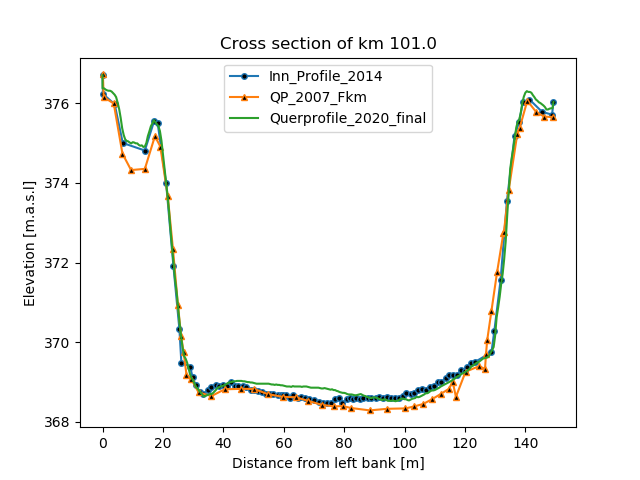 Cross section of km 101.0
Inn_Profile_2014
QP_2007_Fkm
Querprofile_2020_final
Elevation [m.a.s.l]
376
374
372
370
368
0 20 40 60 80 100 120 140
Distance from left bank [m]